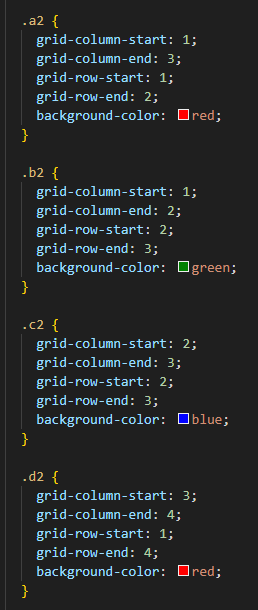 .a2 {
  grid-column-start: 1;
  grid-column-end: 3;
  grid-row-start: 1;
  grid-row-end: 2;
  background-color: red;
}

.b2 {
  grid-column-start: 1;
  grid-column-end: 2;
  grid-row-start: 2;
  grid-row-end: 3;
  background-color: green;
}

.c2 {
  grid-column-start: 2;
  grid-column-end: 3;
  grid-row-start: 2;
  grid-row-end: 3;
  background-color: blue;
}

.d2 {
  grid-column-start: 3;
  grid-column-end: 4;
  grid-row-start: 1;
  grid-row-end: 4;
  background-color: red;
}